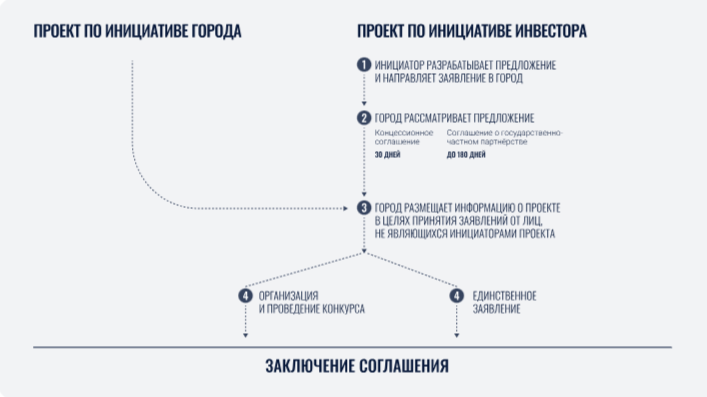 ПРОЕКТ ПО ИНИЦИАТИВЕ ГОРОДА
ПРОЕКТ ПО ИНИЦИАТИВЕ ИНВЕСТОРА
1 ИНИЦИАТОР РАЗРАБАТЫВАЕТ ПРЕДЛОЖЕНИЕ
И НАПРАВЛЯЕТ ЗАЯВЛЕНИЕ В ГОРОД
2 ГОРОД РАССМАТРИВАЕТ ПРЕДЛОЖЕНИЕ
Концессионное
соглашение
30 ДНЕЙ
Соглашение о государственно-
частном партнёрстве
ДО 180 ДНЕЙ
3 ГОРОД РАЗМЕЩАЕТ ИНФОРМАЦИЮ О ПРОЕКТЕ
В ЦЕЛЯХ ПРИНЯТИЯ ЗАЯВЛЕНИЙ ОТ ЛИЦ,
НЕ ЯВЛЯЮЩИХСЯ ИНИЦИАТОРАМИ ПРОЕКТА
4 ОРГАНИЗАЦИЯ
И ПРОВЕДЕНИЕ КОНКУРСА
4 ЕДИНСТВЕННОЕ
ЗАЯВЛЕНИЕ
ЗАКЛЮЧЕНИЕ СОГЛАШЕНИЯ